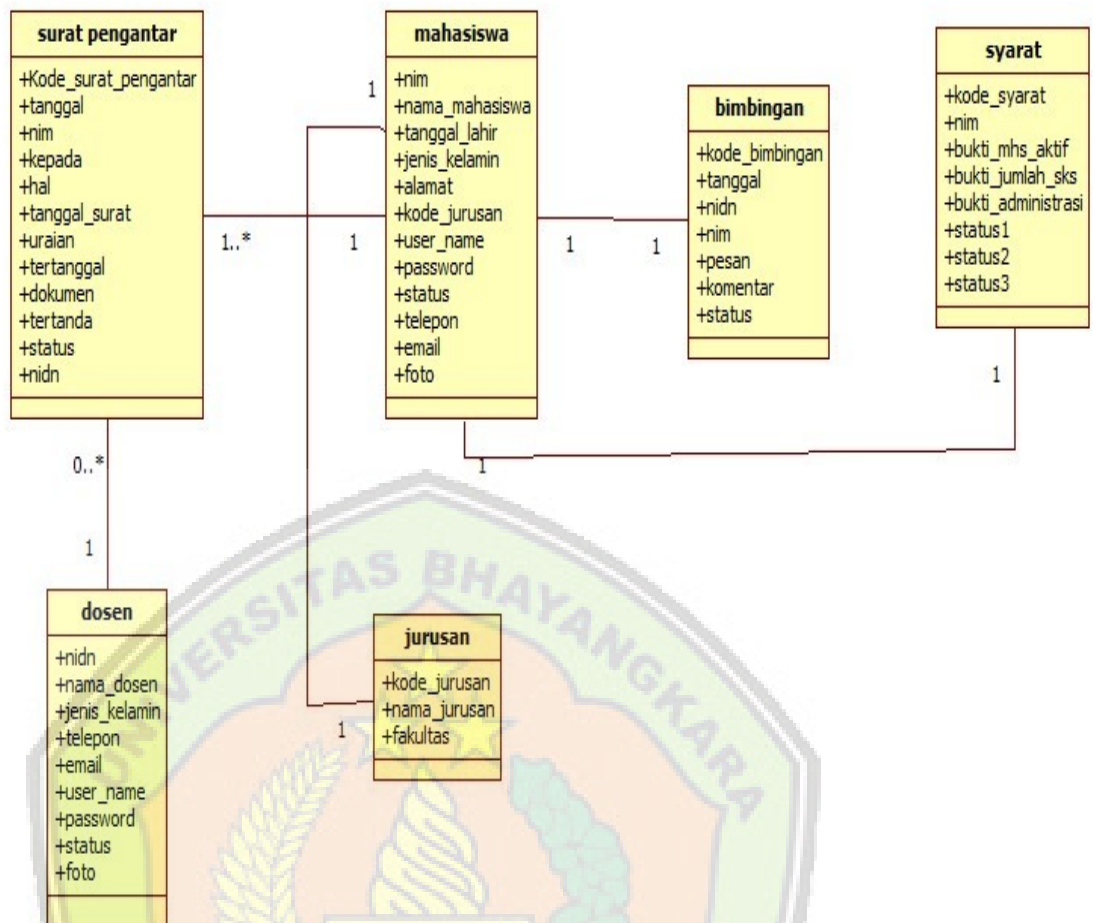 surat pengantar
+Kode_surat_pengantar
+tanggal
+nim
+kepada
+hal
+tanggal_surat
+uraian
+tertanggal
+dokumen
+tertanda
+status
+nidn
mahasiswa
+nim
+nama_mahasiswa
+tanggal_lahir
+jenis_kelamin
+alamat
+kode_jurusan
+user_name
+password
+status
+telepon
+email
+foto
bimbingan
+kode_bimbingan
+tanggal
+nidn
+nim
+pesan
+komentar
+status
syarat
+kode_syarat
+nim
+bukti_mhs_aktif
+bukti_jumlah_sks
+bukti_administrasi
+status1
+status2
+status3
1
1..*
1
1
1
1
1
0..*
1
1
dosen
+nidn
+nama_dosen
+jenis_kelamin
+telepon
+email
+user_name
+password
+status
+foto
jurusan
+kode_jurusan
+nama_jurusan
+fakultas
UNIVERSITAS BHAYANGKARA